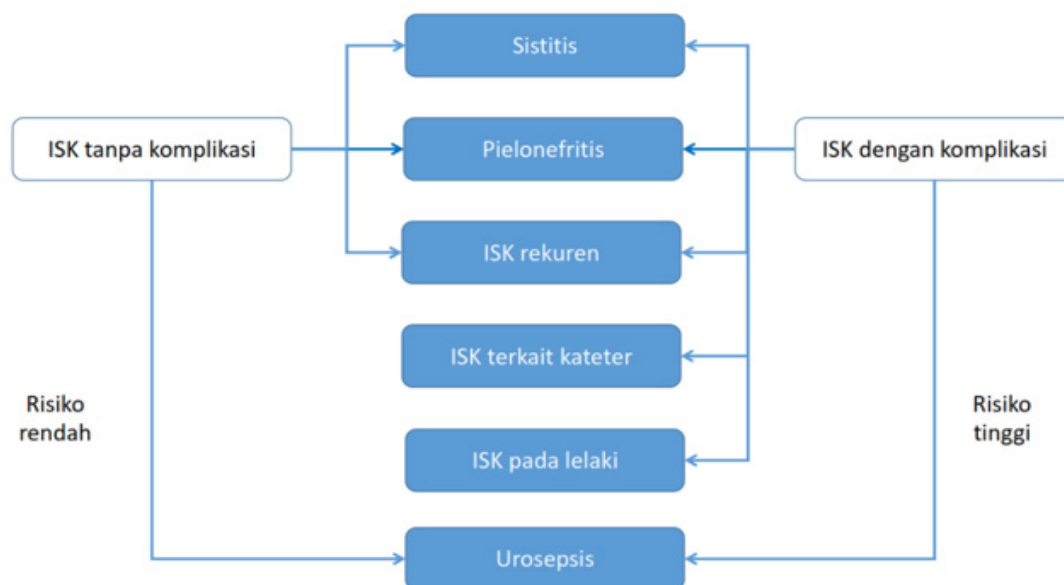 Sistitis
ISK tanpa komplikasi
Pielonefritis
ISK dengan komplikasi
ISK rekuren
ISK terkait kateter
Risiko
rendah
Risiko
tinggi
ISK pada lelaki
Urosepsis